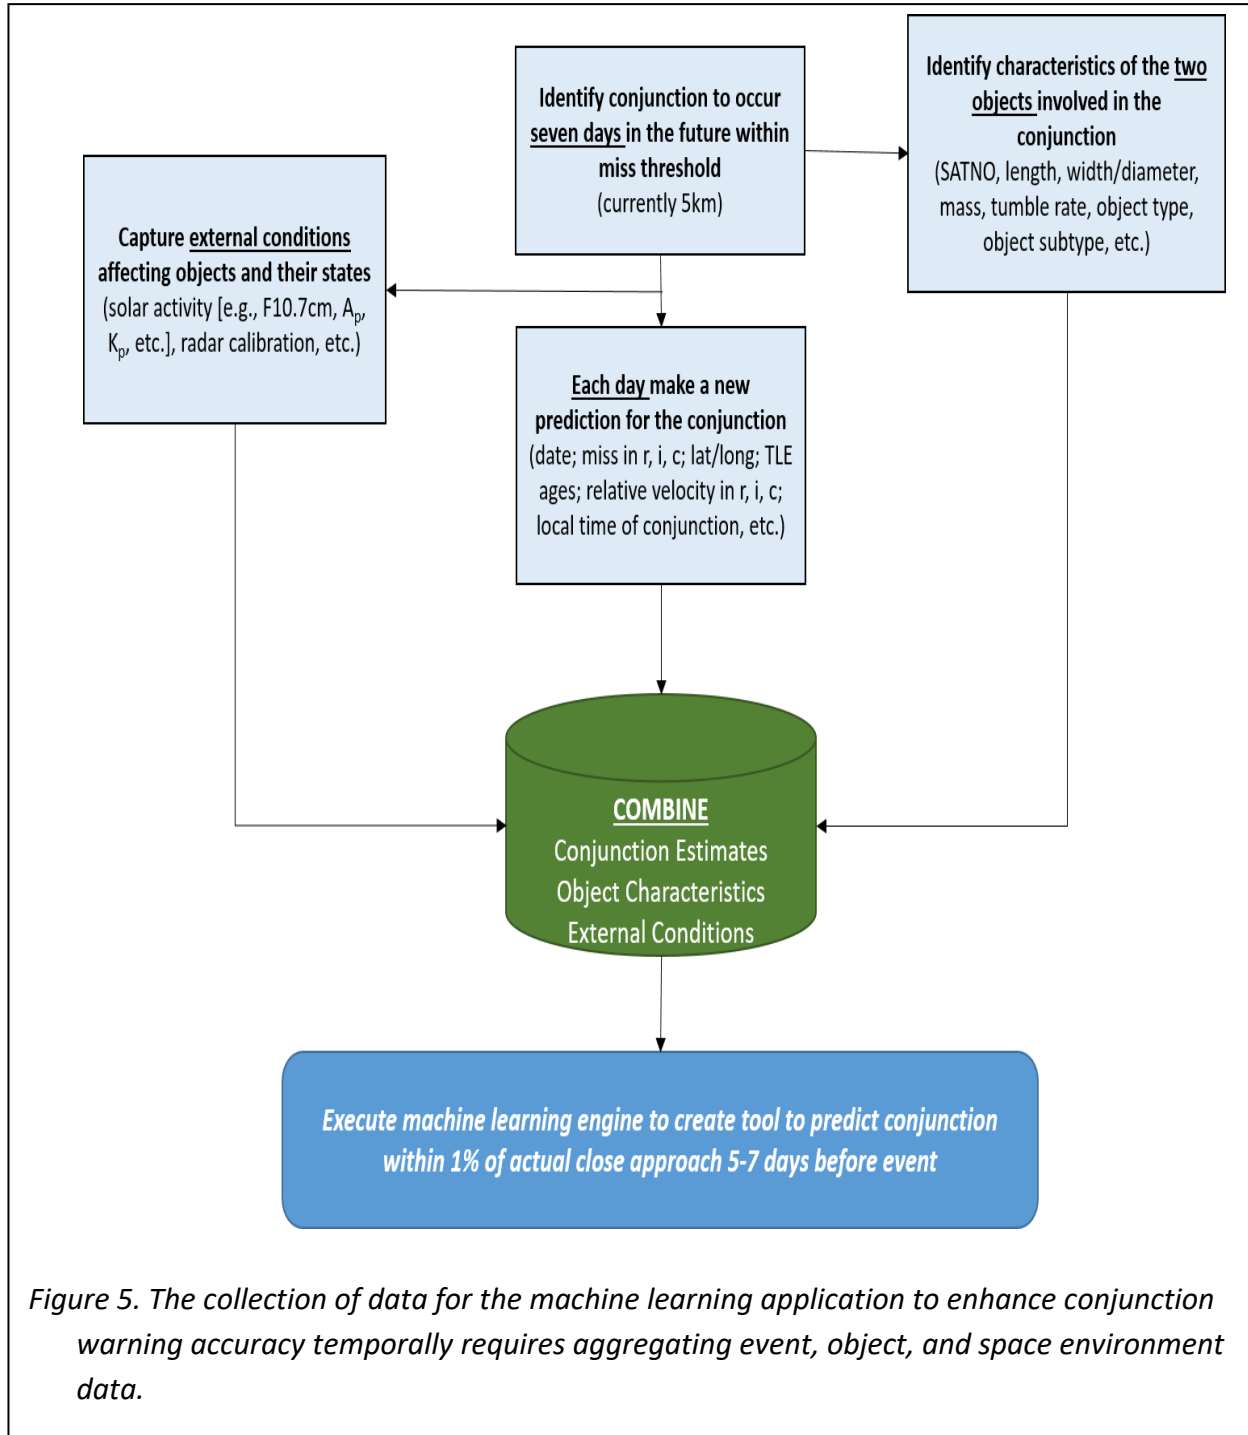 Identify conjunction to occur
seven days in the future within
miss threshold
(currently 5km)
Identify characteristics of the two
objects involved in the
conjunction
(SATNO, length, width/diameter,
mass, tumble rate, object type,
object subtype, etc.)
Capture external conditions
affecting objects and their states
(solar activity [e.g., F10.7cm, Ap,
Kp, etc.], radar calibration, etc.)
Each day make a new
prediction for the conjunction
(date; miss in r, i, c; lat/long; TLE
ages; relative velocity in r, i, c;
local time of conjunction, etc.)
COMBINE
Conjunction Estimates
Object Characteristics
External Conditions
Execute machine learning engine to create tool to predict conjunction
within 1% of actual close approach 5-7 days before event
Figure 5. The collection of data for the machine learning application to enhance conjunction
warning accuracy temporally requires aggregating event, object, and space environment
data.